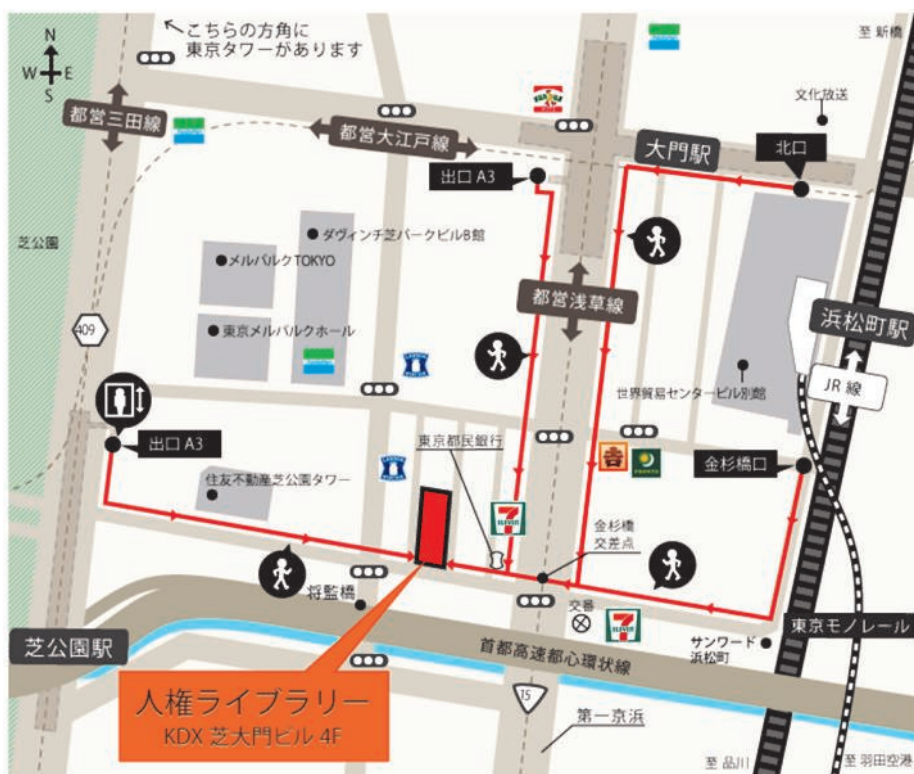 こちらの方角に
東京タワーがあります
N
W E
S
至 新橋
文化放送
都営三田線
都営大江戸線
大門駅
北口
出口 A3
ダヴィンチ芝パークビルB館
メルパルクTOKYO
芝公園
都営浅草線
浜松町駅
409
東京メルパルクホール
JR 線
世界貿易センタービル別館
出口 A3
東京都民銀行
金杉橋口
住友不動産芝公園タワー
7
ELEVEN
金杉橋
交差点
将監橋
交番
7
ELEVEN
東京モノレール
サンワード
浜松町
芝公園駅
首都高速都心環状線
人権ライブラリー
KDX 芝大門ビル 4F
15
第一京浜
至 品川
至 羽田空港